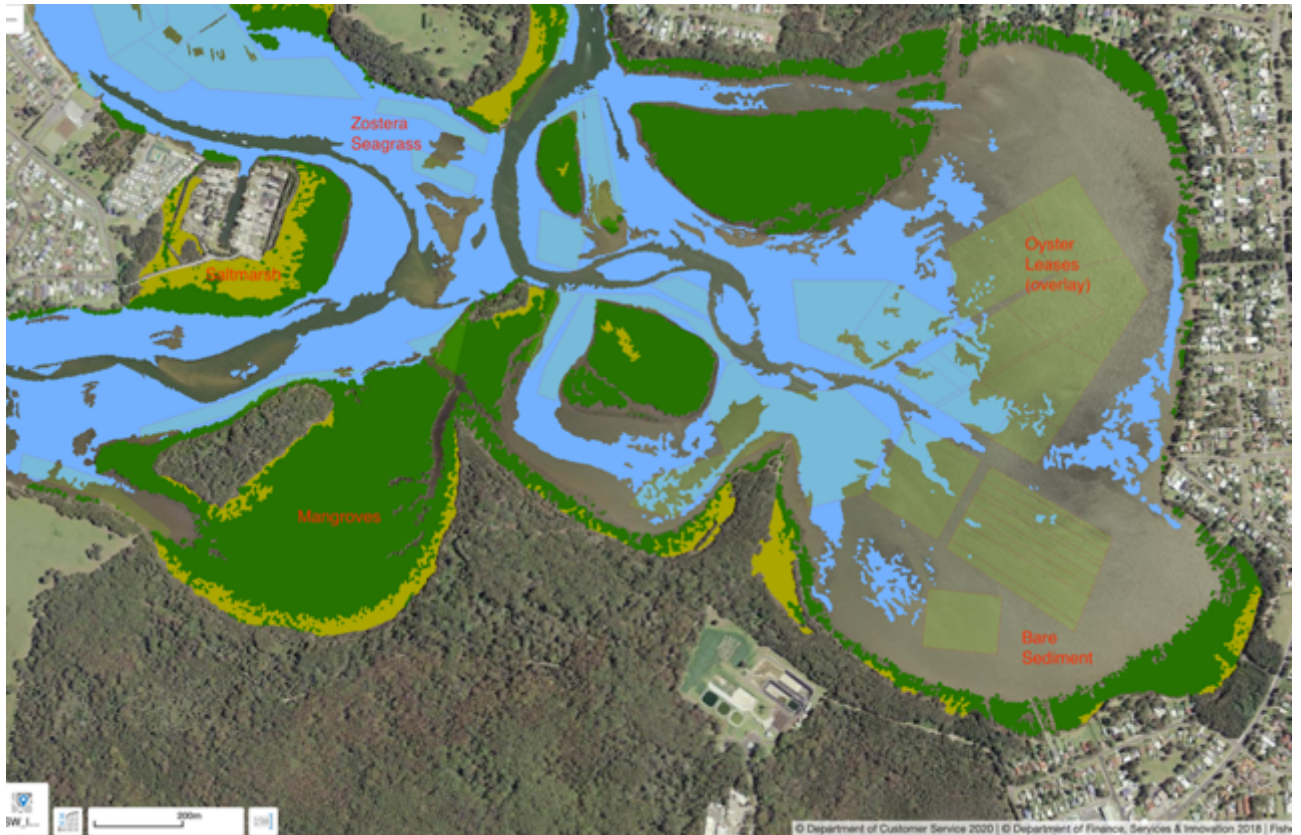 Zostera
Seagrass
Oyster
Leases
(overlay)
Saltmarsh
Mangroves
Bare
Sediment
200m
© Department of Customer Service 2020 | © Department of Finance, Services & Innovation 2018 | Fishe